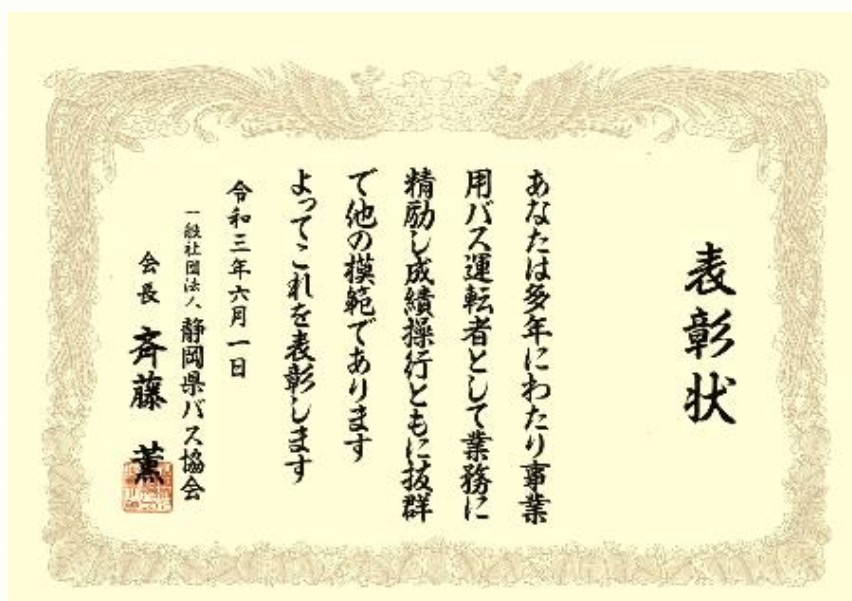 表彰状
あなたは多年にわたり事業
用バス運転者として業務に
精励し成績操行ともに抜群
で他の模範であります
よってこれを表彰します
令和三年六月一日
一般社団法人 静岡県バス協会
会長 斉藤 薫